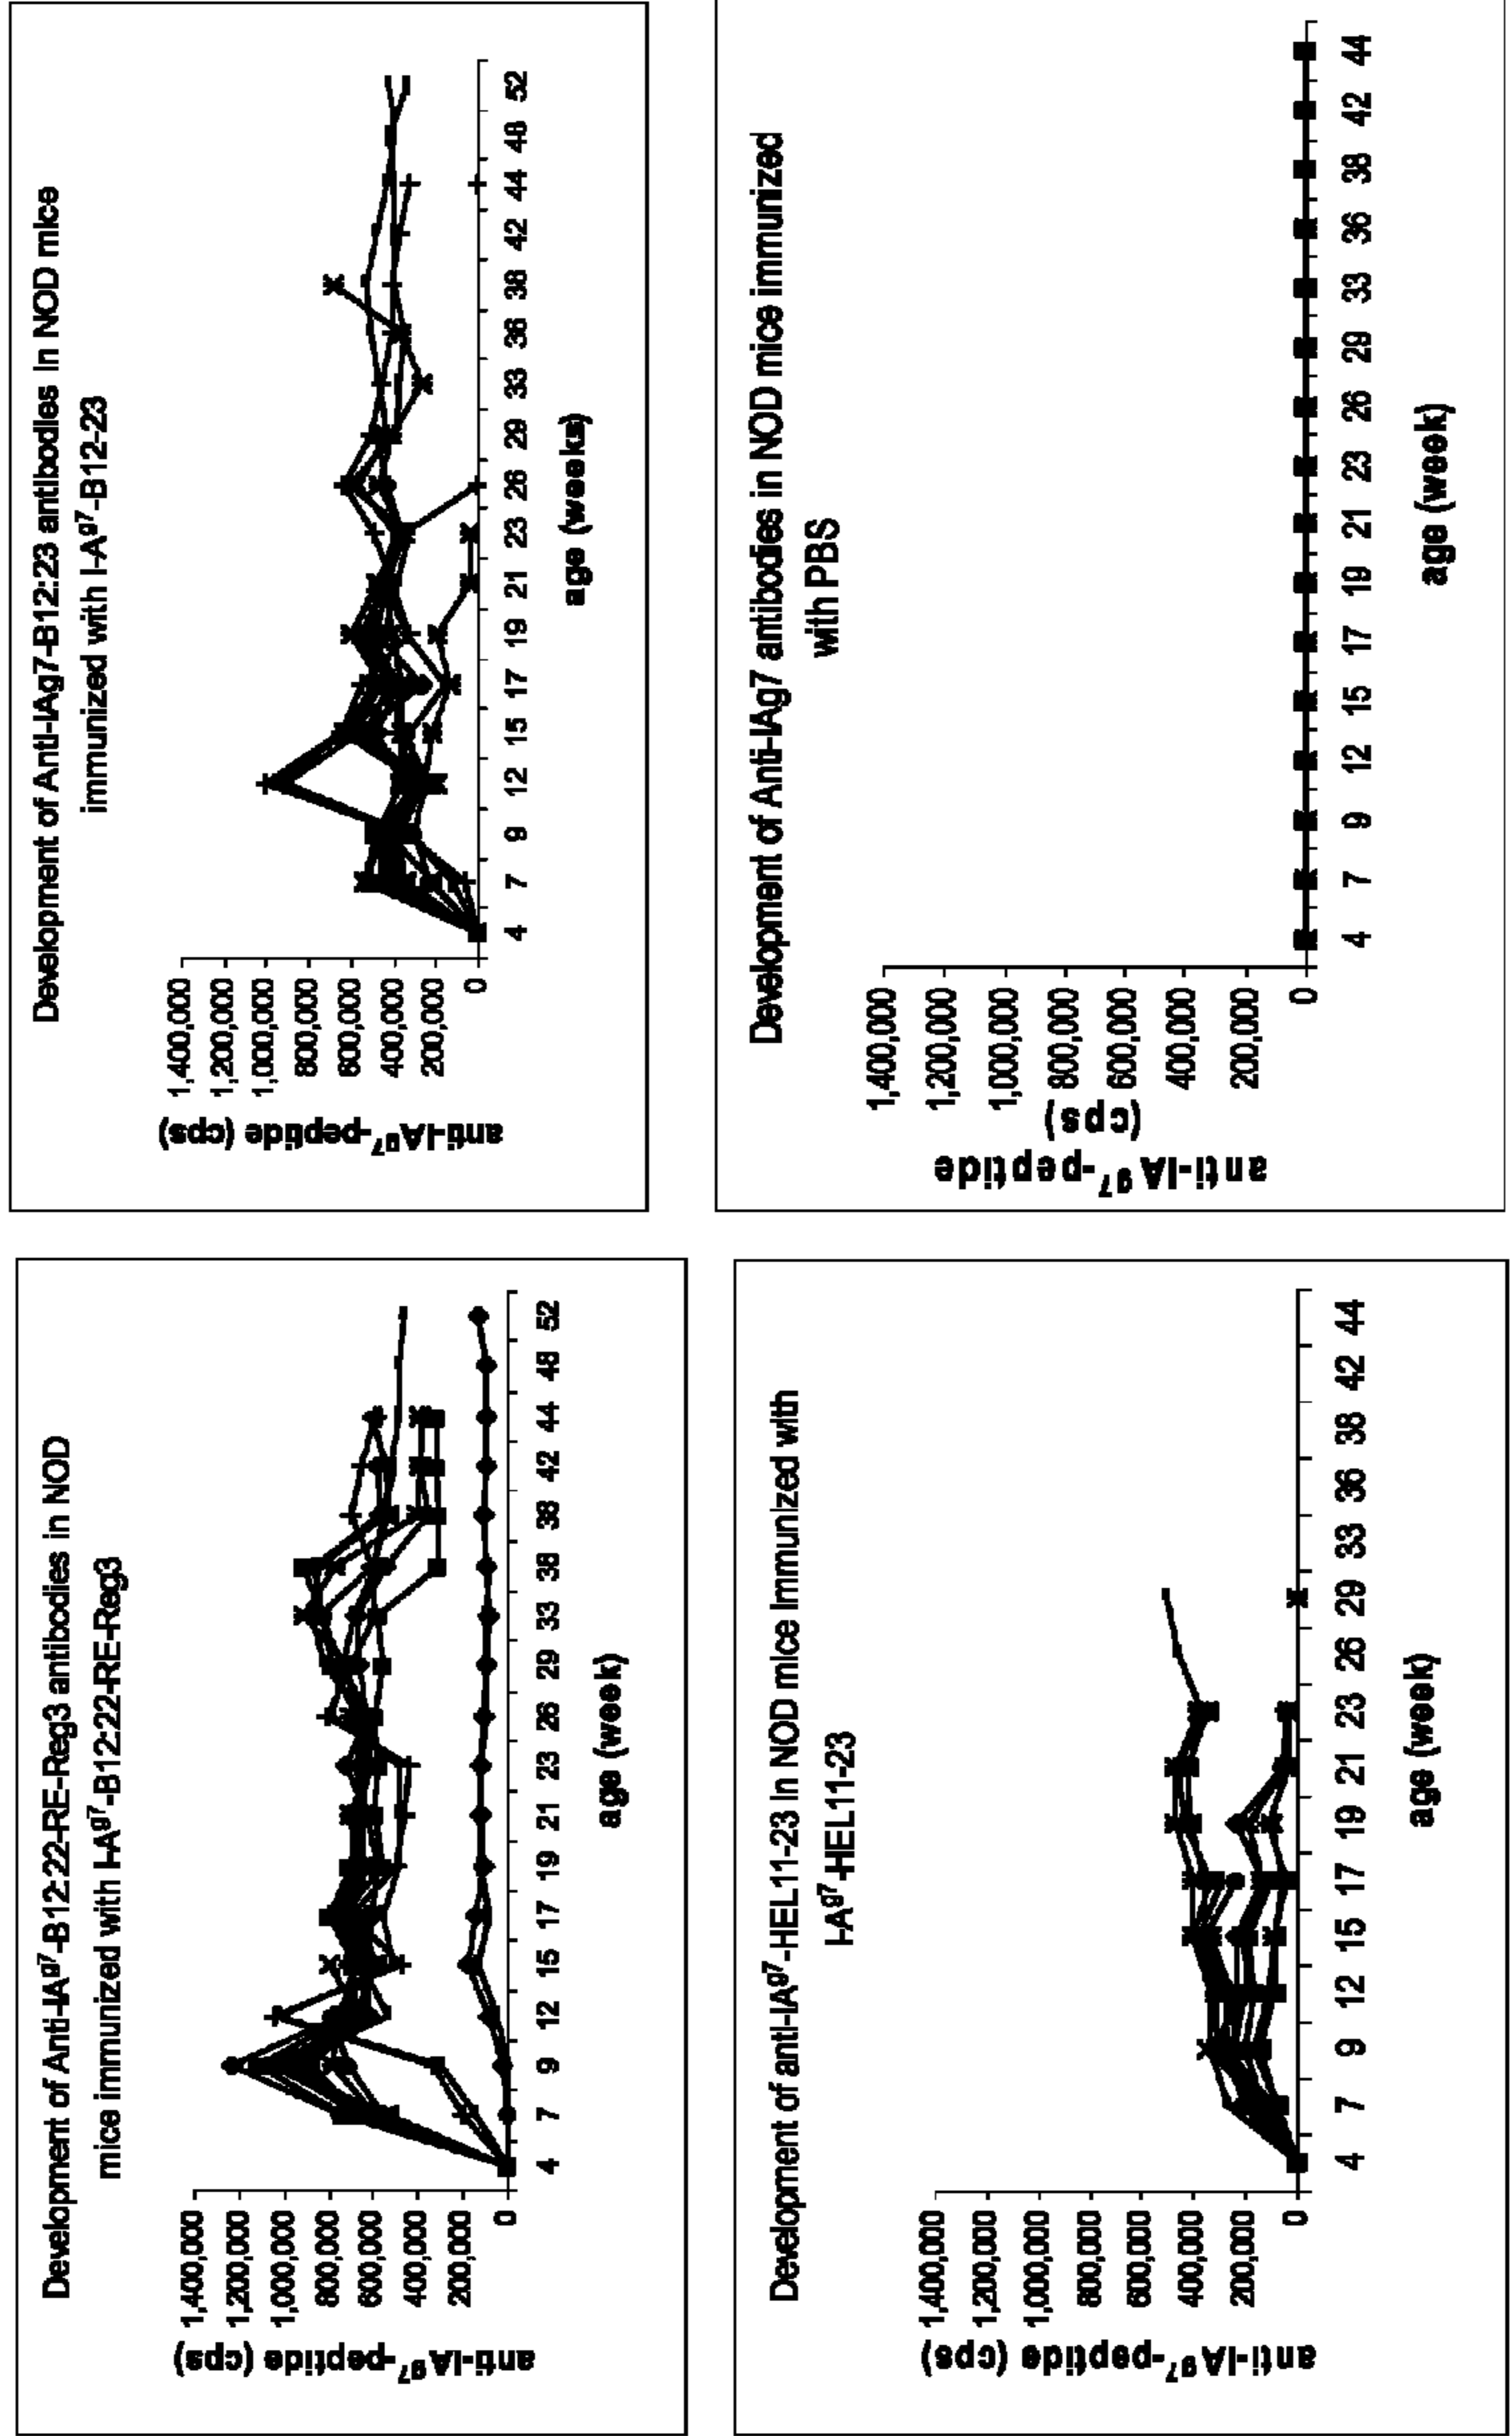 Development of Anti-IAg7-B12-22-RE-Reg3 antibodies in NOD
mice immunized with I-Ag7-B12:22-RE-Reg3
anti-IAg7-peptide (cps)
1,400,000
1,200,000
1,000,000
800,000
600,000
400,000
200,000
0
4 7 9 12 15 17 19 21 23 26 29 33 38 38 42 44 48 52
age (week)
Development of Anti-IAg7-B12:23 antibodies in NOD mice
immunized with I-Ag7-B12-23
anti-IAg7-peptide (cps)
1,400,000
1,200,000
1,000,000
800,000
600,000
400,000
200,000
0
4 7 9 12 15 17 19 21 23 26 29 33 36 38 42 44 48 52
age (weeks)
Development of anti-IAg7-HEL11-23 in NOD mice immunized with
I-Ag7-HEL11-23
anti-IAg7-peptide (cps)
1,400,000
1,200,000
1,000,000
800,000
600,000
400,000
200,000
0
4 7 9 12 15 17 19 21 23 26 29 33 36 38 42 44
age (week)
Development of Anti-IAg7 antibodies in NOD mice immunized
with PBS
anti-IAg7-peptide
(cps)
1,400,000
1,200,000
1,000,000
800,000
600,000
400,000
200,000
0
4 7 9 12 15 17 19 21 23 26 29 33 36 38 42 44
age (week)